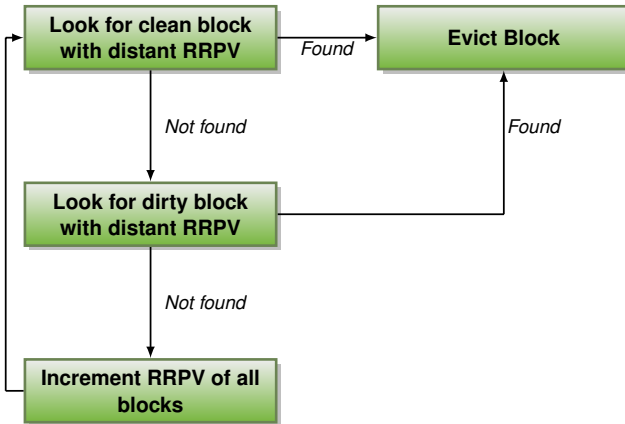 Look for clean block
with distant RRPV
Found
Evict Block
Not found
Found
Look for dirty block
with distant RRPV
Not found
Increment RRPV of all
blocks